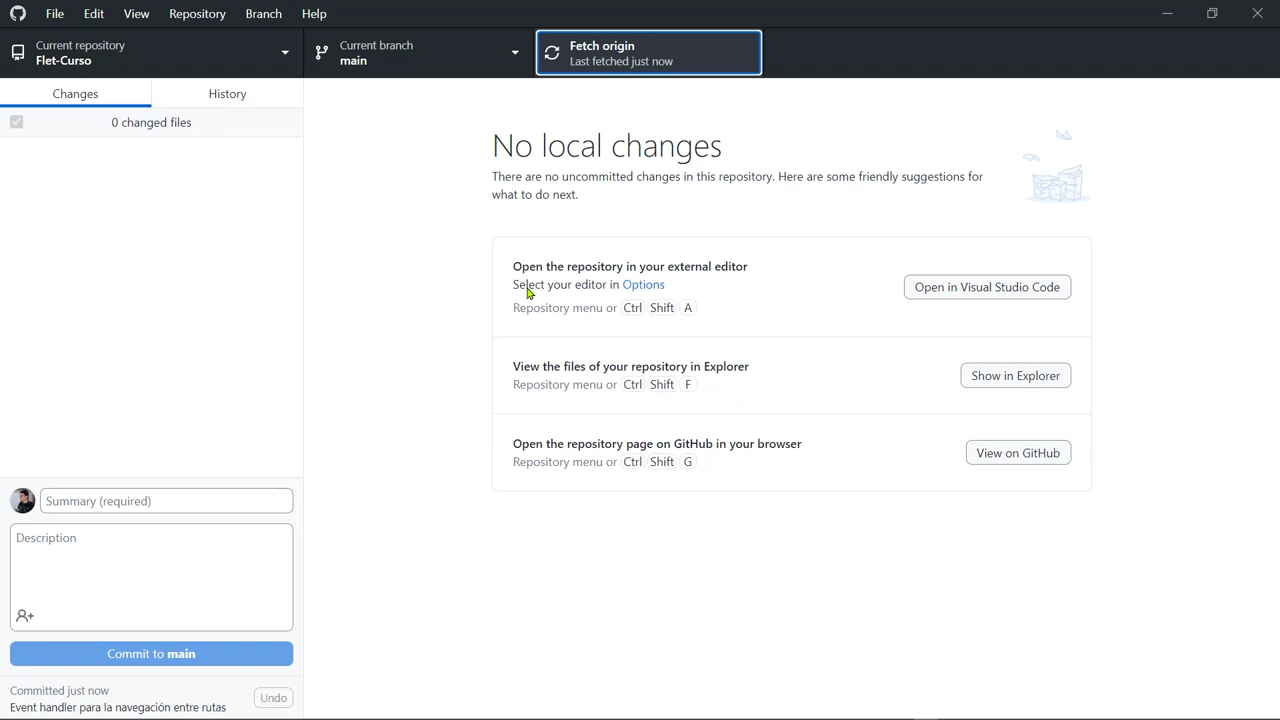 File Edit View Repository Branch Help
Current repository
Flet-Curso
Current branch
main
Fetch origin
Last fetched just now
Changes
History
0 changed files
No local changes
There are no uncommitted changes in this repository. Here are some friendly suggestions for
what to do next.
Open the repository in your external editor
Select your editor in Options
Repository menu or Ctrl Shift A
Open in Visual Studio Code
View the files of your repository in Explorer
Repository menu or Ctrl Shift F
Show in Explorer
Open the repository page on GitHub in your browser
Repository menu or Ctrl Shift G
View on GitHub
Summary (required)
Description
Commit to main
Committed just now
Event handler para la navegación entre rutas
Undo